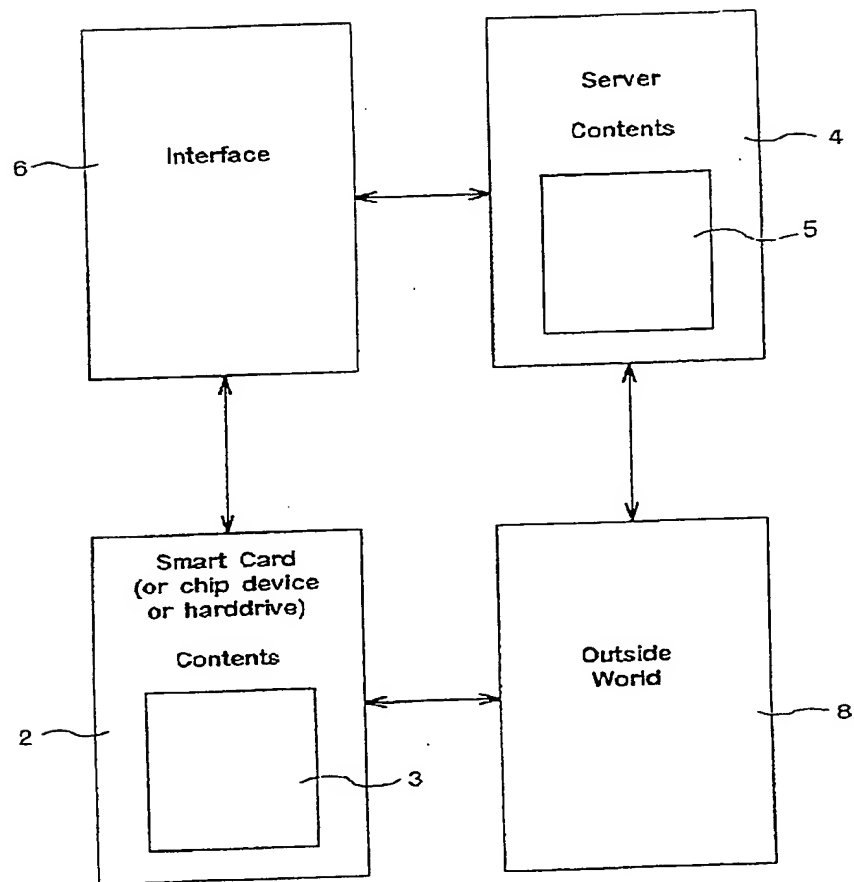 Server
Contents
4
6
Interface
5
Smart Card
(or chip device
or harddrive)
Contents
Outside
World
2
3
8